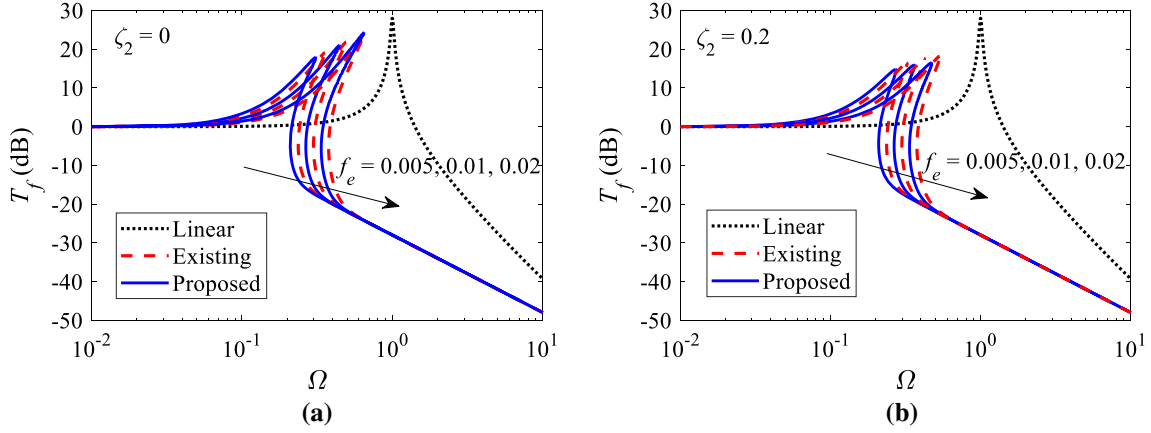 30
20
10
0
-10
-20
-30
-40
-50
T_f (dB)
ζ_2 = 0
f_e = 0.005, 0.01, 0.02
Linear
Existing
Proposed
10^-2
10^-1
10^0
10^1
Ω
(a)
30
20
10
0
-10
-20
-30
-40
-50
T_f (dB)
ζ_2 = 0.2
f_e = 0.005, 0.01, 0.02
Linear
Existing
Proposed
10^-2
10^-1
10^0
10^1
Ω
(b)